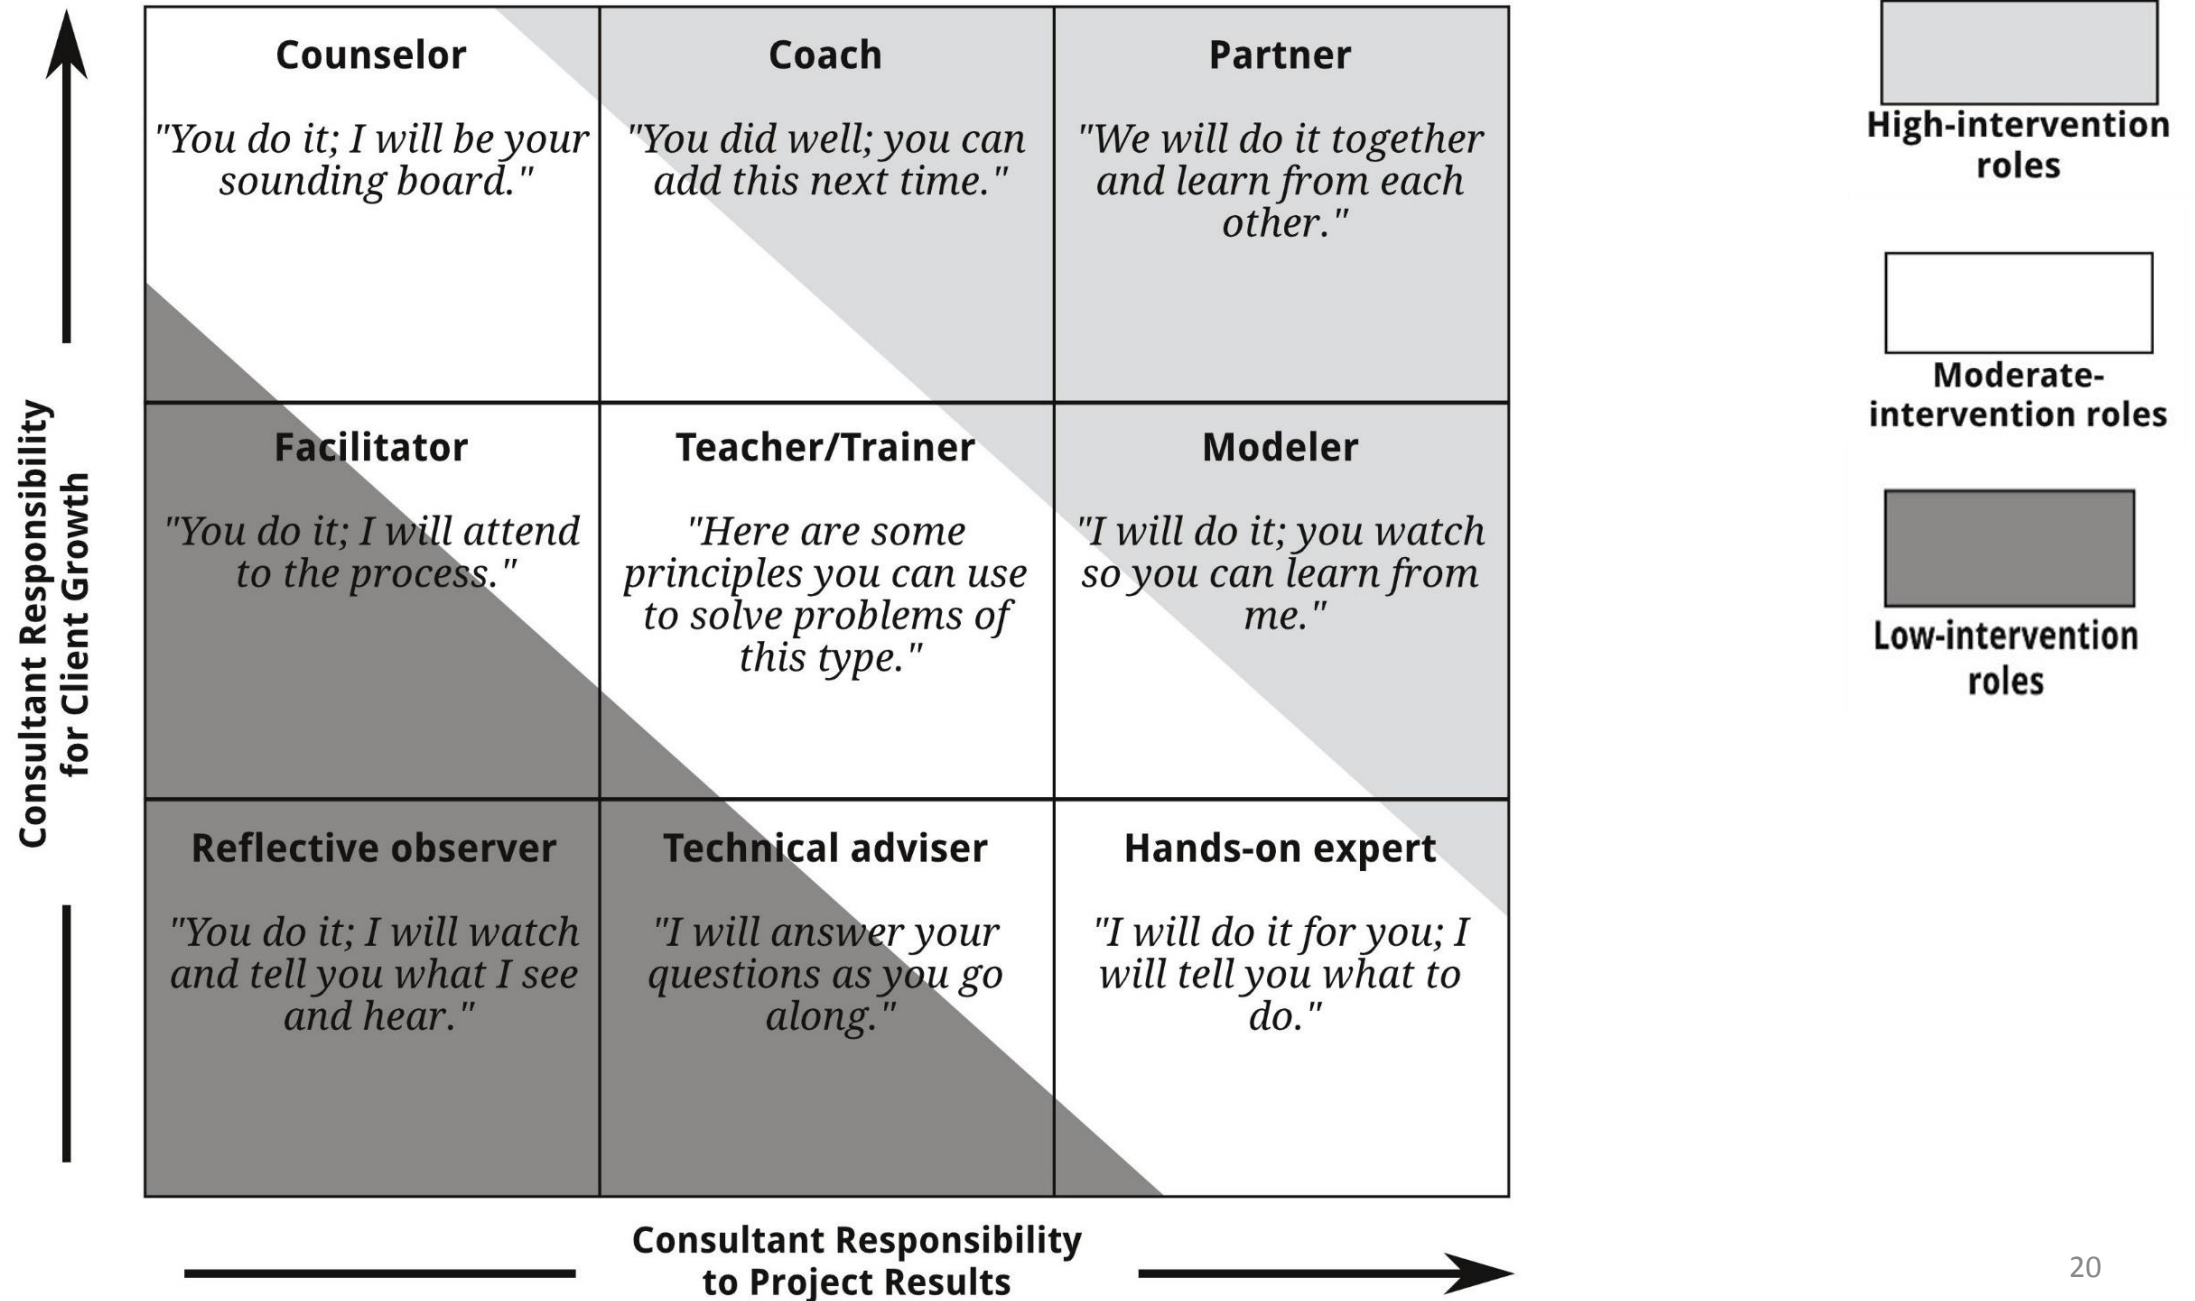 Counselor
"You do it; I will be your
sounding board."
Coach
"You did well; you can
add this next time."
Partner
"We will do it together
and learn from each
other."
Facilitator
"You do it; I will attend
to the process."
Teacher/Trainer
"Here are some
principles you can use
to solve problems of
this type."
Modeler
"I will do it; you watch
so you can learn from
me."
Reflective observer
"You do it; I will watch
and tell you what I see
and hear."
Technical adviser
"I will answer your
questions as you go
along."
Hands-on expert
"I will do it for you; I
will tell you what to
do."
Consultant Responsibility
for Client Growth
Consultant Responsibility
to Project Results
High-intervention
roles
Moderate-
intervention roles
Low-intervention
roles
20